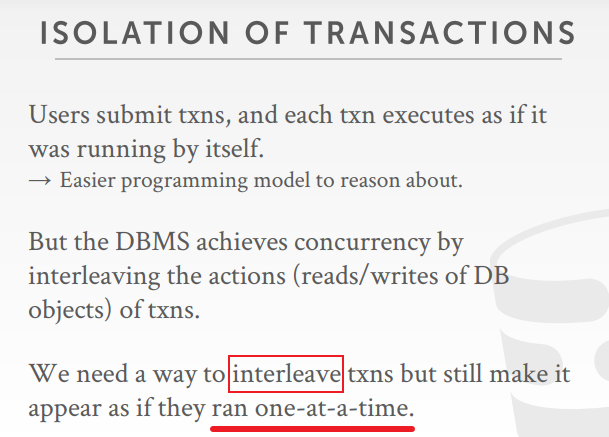 ISOLATION OF TRANSACTIONS
Users submit txns, and each txn executes as if it
was running by itself.
→ Easier programming model to reason about.
But the DBMS achieves concurrency by
interleaving the actions (reads/writes of DB
objects) of txns.
We need a way to interleave txns but still make it
appear as if they ran one-at-a-time.